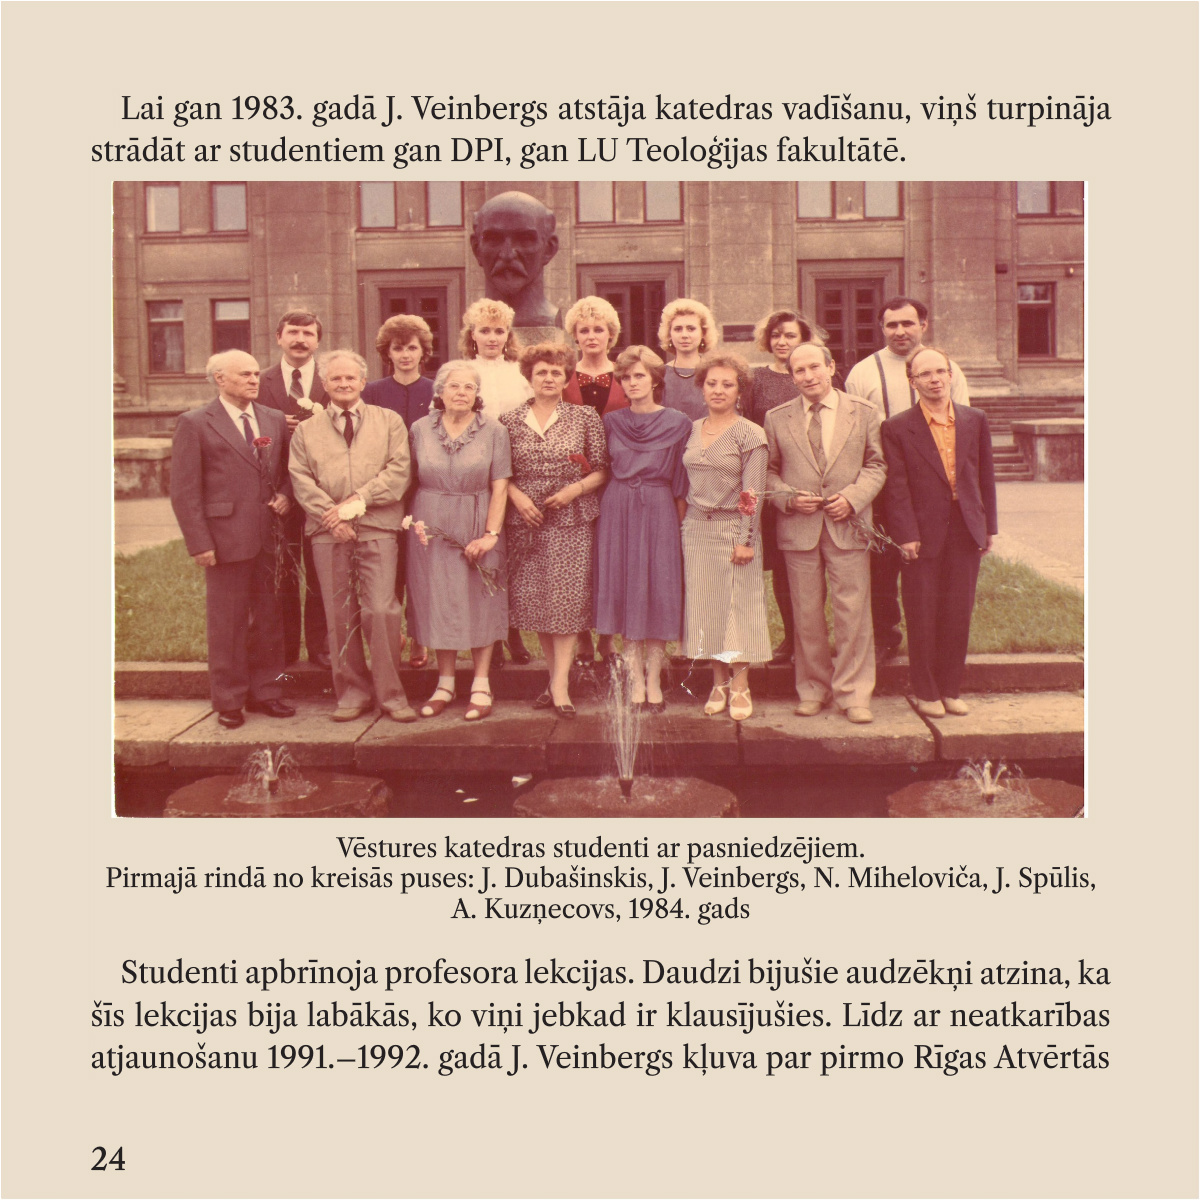 Lai gan 1983. gadā J. Veinbergs atstāja katedras vadīšanu, viņš turpināja
strādāt ar studentiem gan DPI, gan LU Teoloģijas fakultātē.
Vēstures katedras studenti ar pasniedzējiem.
Pirmajā rindā no kreisās puses: J. Dubašinskis, J. Veinbergs, N. Miheloviča, J. Spūlis,
A. Kuzņecovs, 1984. gads
Studenti apbrīnoja profesora lekcijas. Daudzi bijušie audzēkņi atzina, ka
šīs lekcijas bija labākās, ko viņi jebkad ir klausījušies. Līdz ar neatkarības
atjaunošanu 1991.–1992. gadā J. Veinbergs kļuva par pirmo Rīgas Atvērtās
24